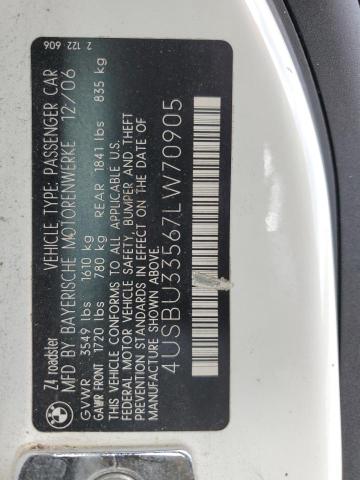 Z4 roadster VEHICLE TYPE: PASSENGER CAR 2 122 606
MFD BY BAYERISCHE MOTORENWERKE 12/06
GVWR 3549 lbs 1610 kg
GAWR FRONT 1720 lbs 780 kg REAR 1841 lbs 835 kg
THIS VEHICLE CONFORMS TO ALL APPLICABLE U.S.
FEDERAL MOTOR VEHICLE SAFETY, BUMPER AND THEFT
PREVENTION STANDARDS IN EFFECT ON THE DATE OF
MANUFACTURE SHOWN ABOVE.
4USBU33567LW70905